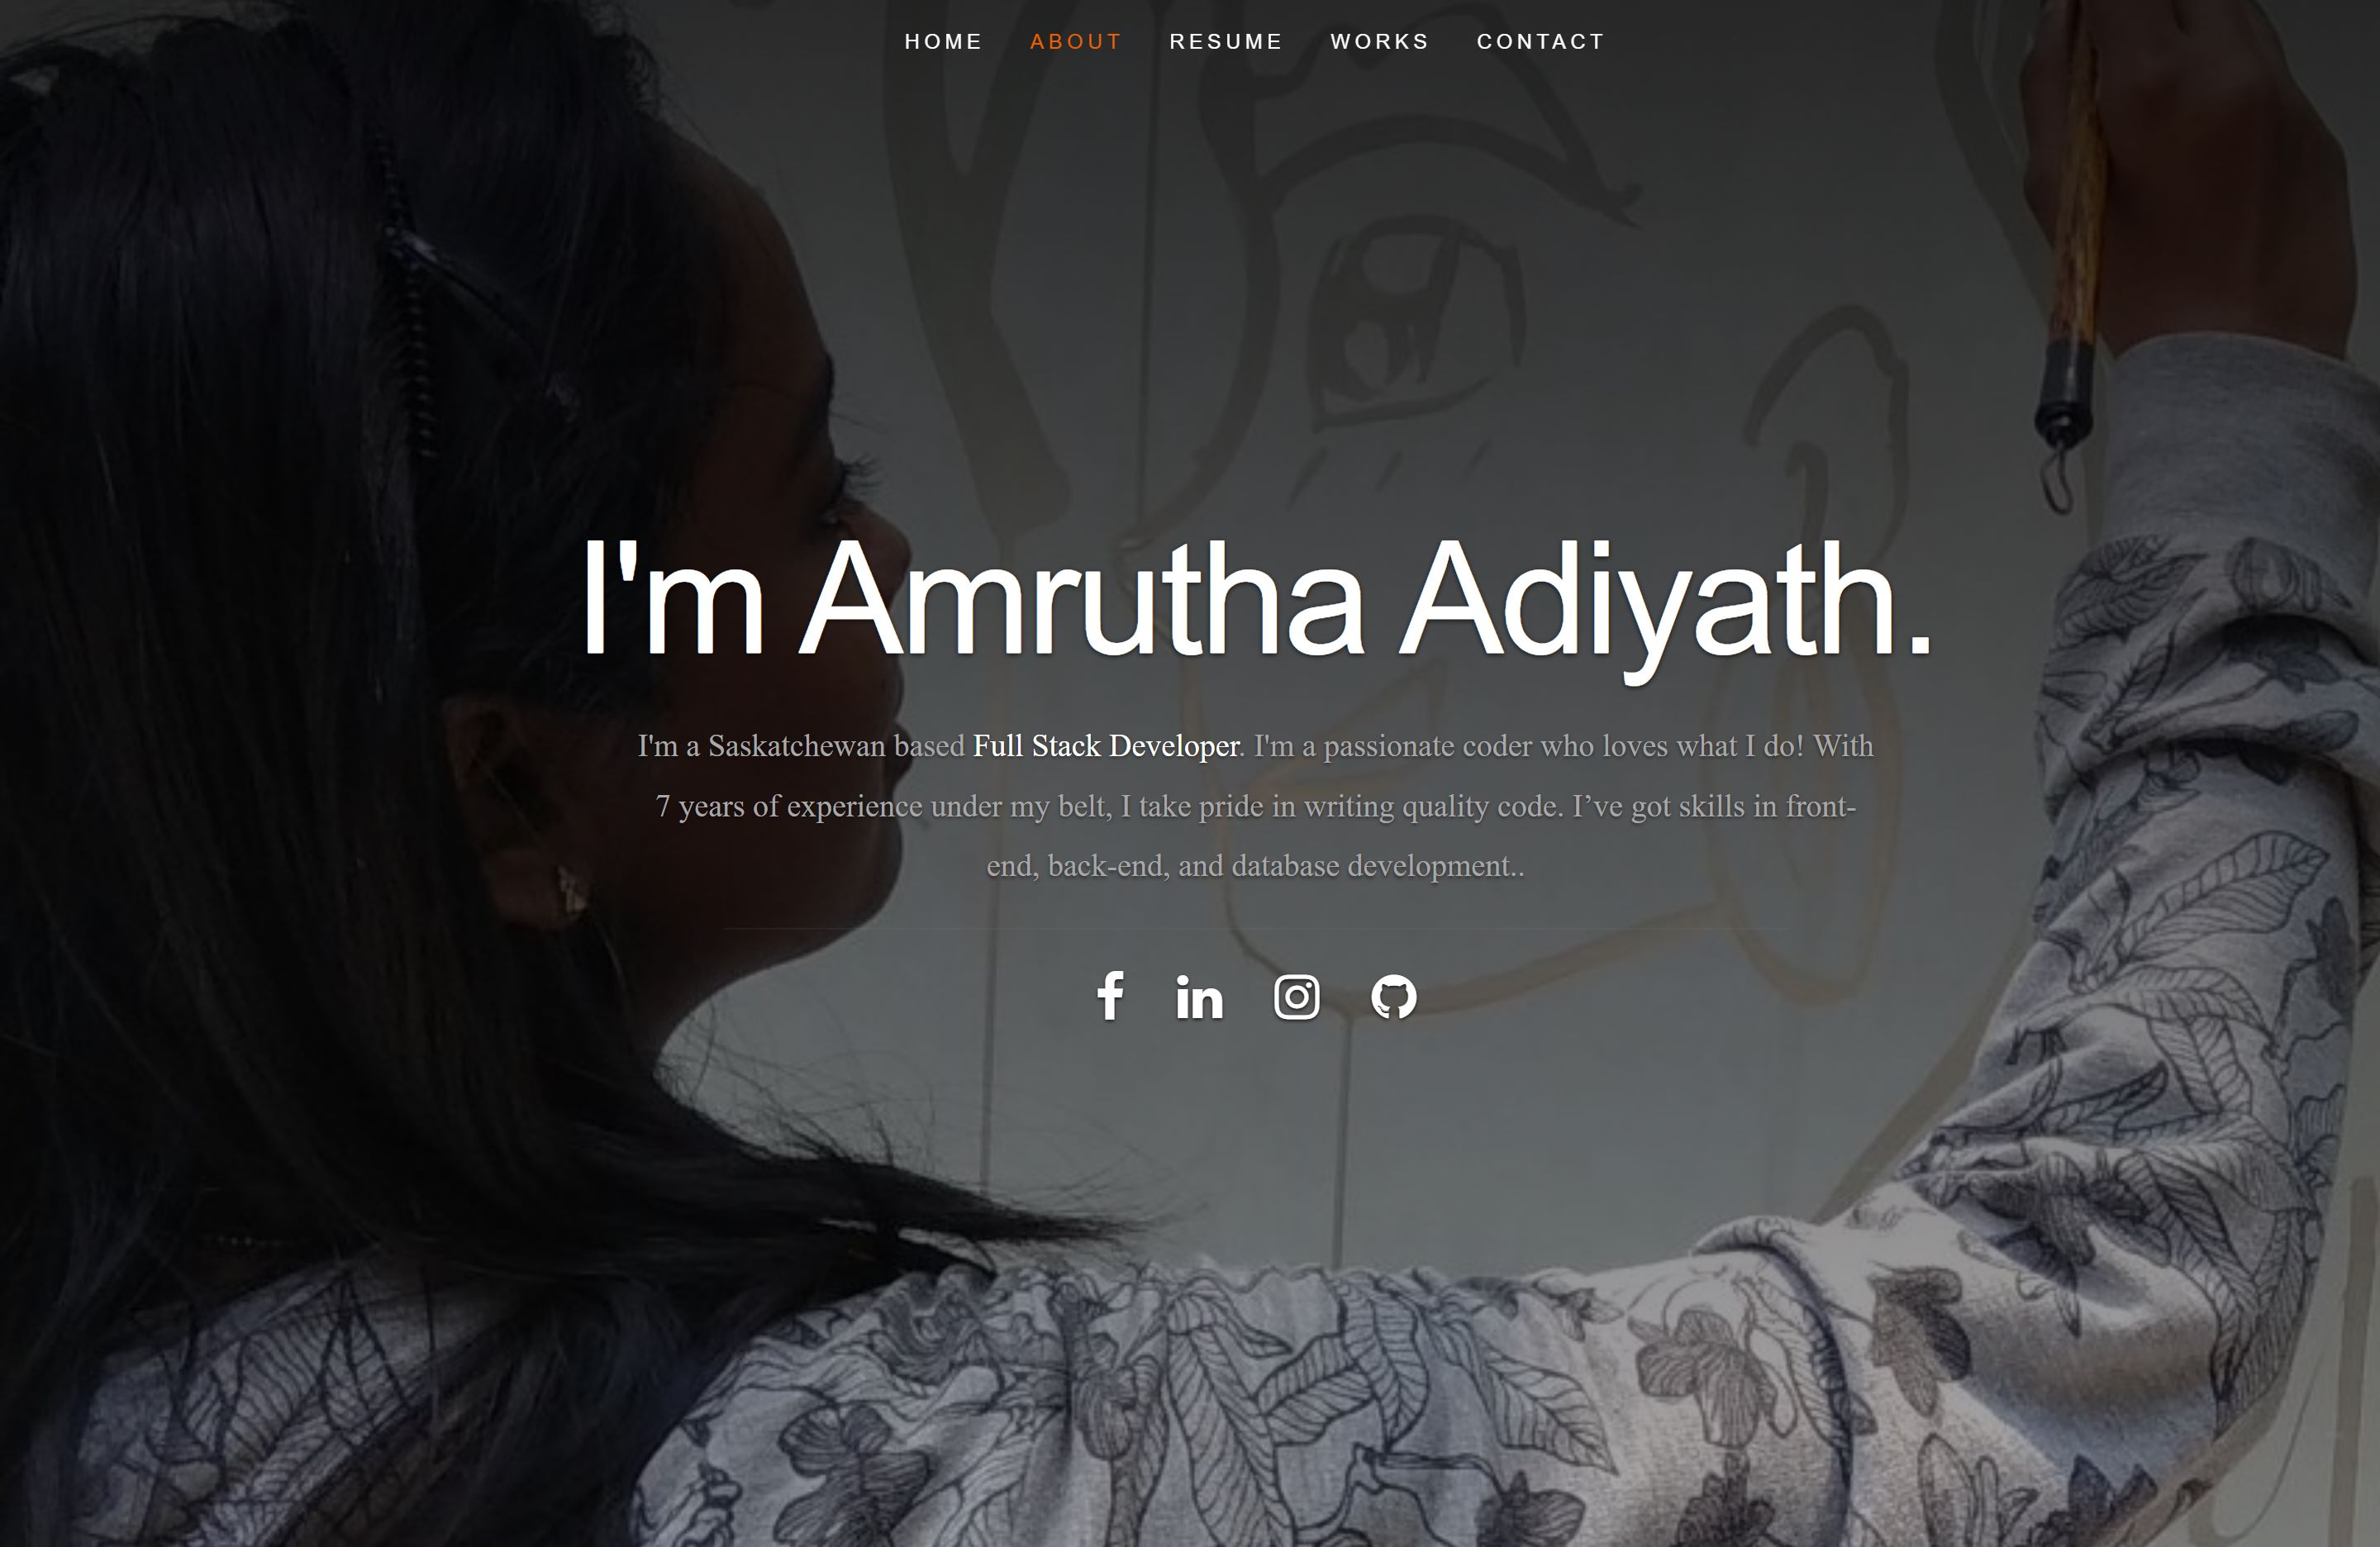 HOME ABOUT RESUME WORKS CONTACT
I'm Amrutha Adiyath.
I'm a Saskatchewan based Full Stack Developer. I'm a passionate coder who loves what I do! With
7 years of experience under my belt, I take pride in writing quality code. I’ve got skills in front-
end, back-end, and database development..